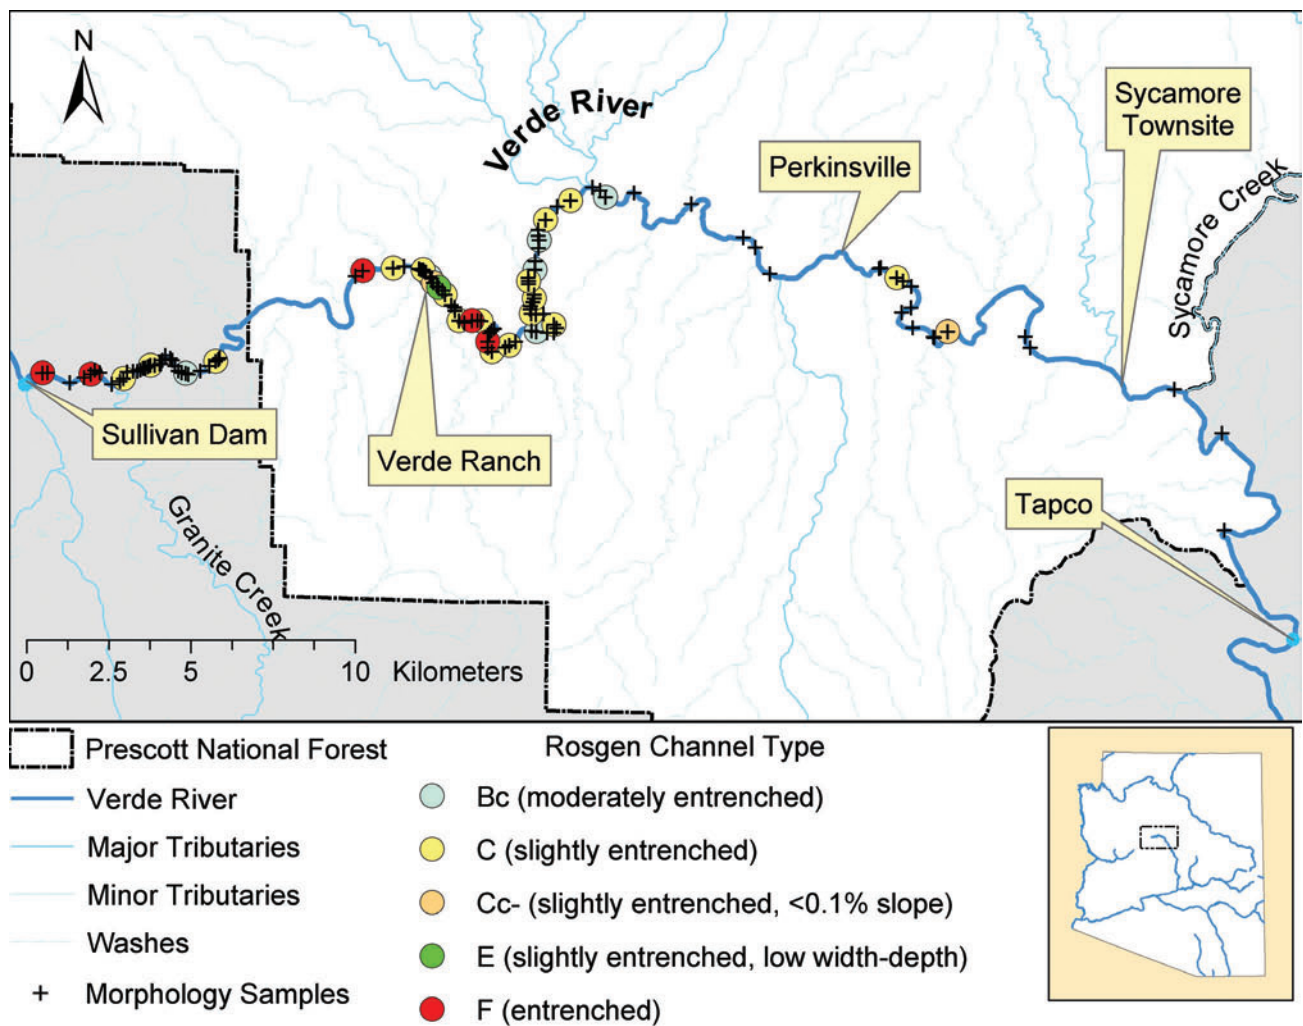 N
Verde River
Sycamore
Townsite
Perkinsville
Sycamore Creek
Sullivan Dam
Verde Ranch
Tapco
Granite Creek
0 2.5 5 10 Kilometers
Prescott National Forest
Verde River
Major Tributaries
Minor Tributaries
Washes
Morphology Samples
Rosgen Channel Type
Bc (moderately entrenched)
C (slightly entrenched)
Cc- (slightly entrenched, <0.1% slope)
E (slightly entrenched, low width-depth)
F (entrenched)